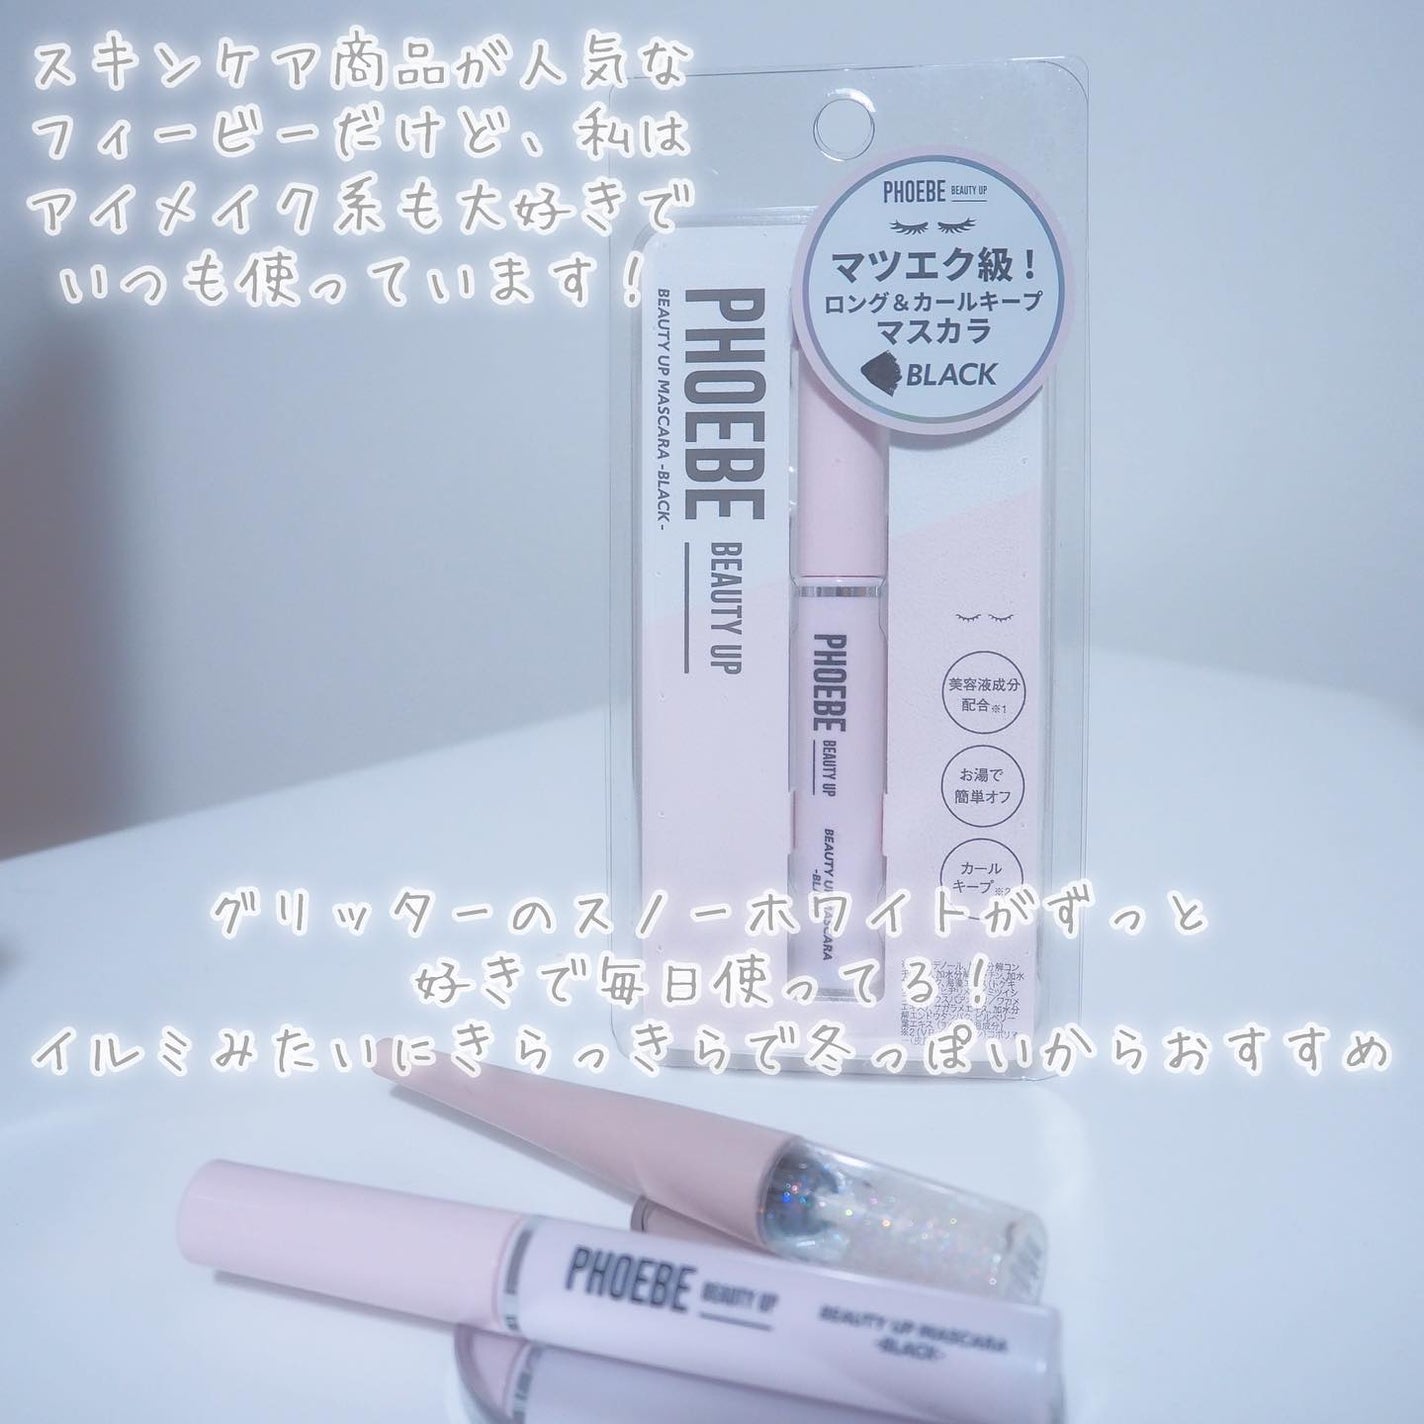 スキンケア商品が人気な
フィービーだけど、私は
アイメイク系も大好きで
いつも使っています！
PHOEBE BEAUTY UP
マツエク級！
ロング＆カールキープ
マスカラ
BLACK
PHOEBE BEAUTY UP
BEAUTY UP MASCARA -BLACK-
PHOEBE BEAUTY UP
BEAUTY UP MASCARA
美容液成分
配合※1
お湯で
簡単オフ
カール
キープ※2
グリッターのスノーホワイトがずっと
好きで毎日使ってる！
イルミみたいにきらっきらで冬っぽいからおすすめ
PHOEBE BEAUTY UP
BEAUTY UP MASCARA
-BLACK-